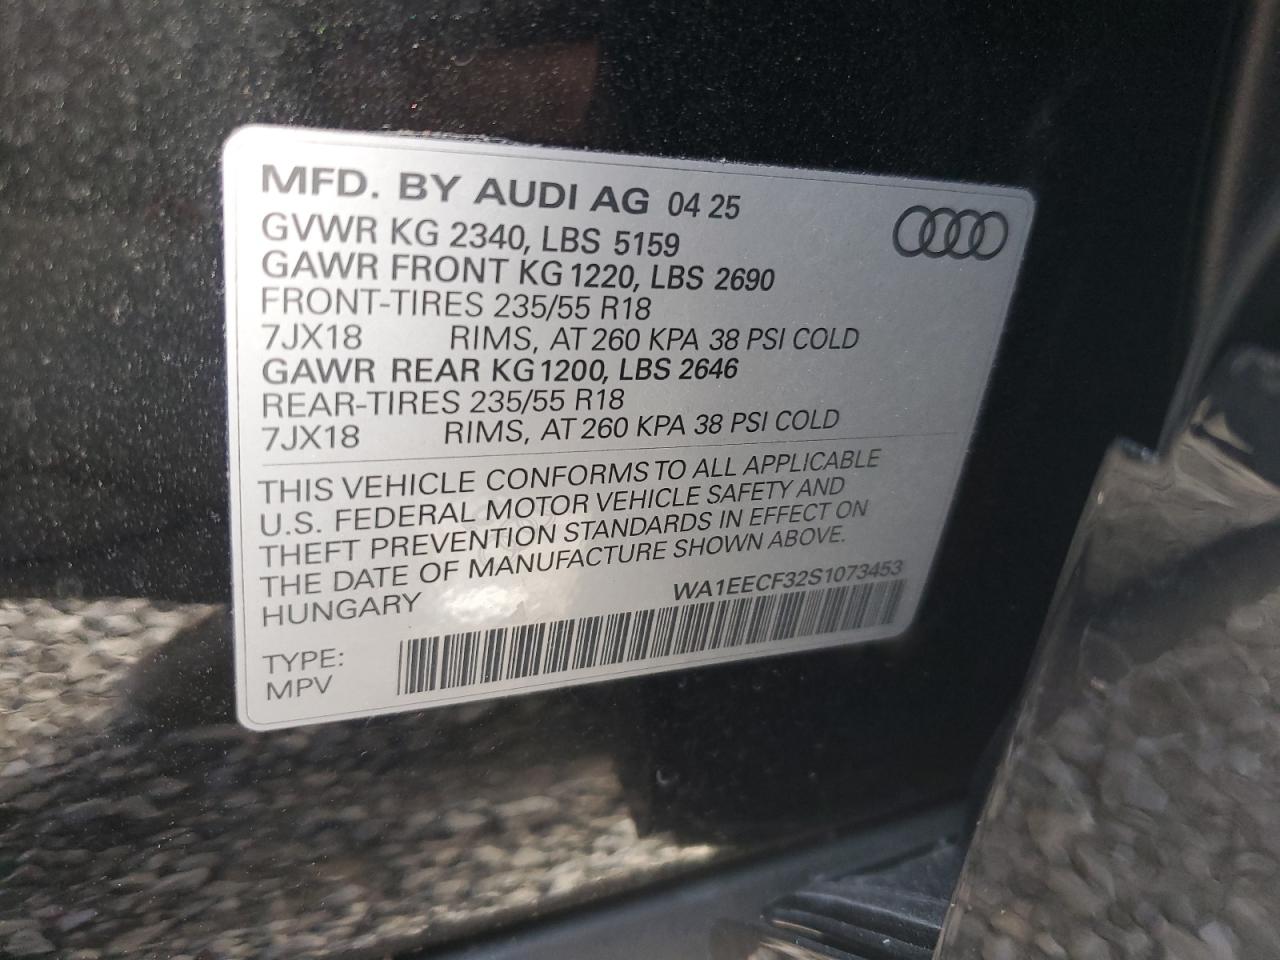 MFD. BY AUDI AG 04 25
GVWR KG 2340, LBS 5159
GAWR FRONT KG 1220, LBS 2690
FRONT-TIRES 235/55 R18
7JX18 RIMS, AT 260 KPA 38 PSI COLD
GAWR REAR KG 1200, LBS 2646
REAR-TIRES 235/55 R18
7JX18 RIMS, AT 260 KPA 38 PSI COLD
THIS VEHICLE CONFORMS TO ALL APPLICABLE
U.S. FEDERAL MOTOR VEHICLE SAFETY AND
THEFT PREVENTION STANDARDS IN EFFECT ON
THE DATE OF MANUFACTURE SHOWN ABOVE.
HUNGARY WA1EECF32S1073453
TYPE:
MPV